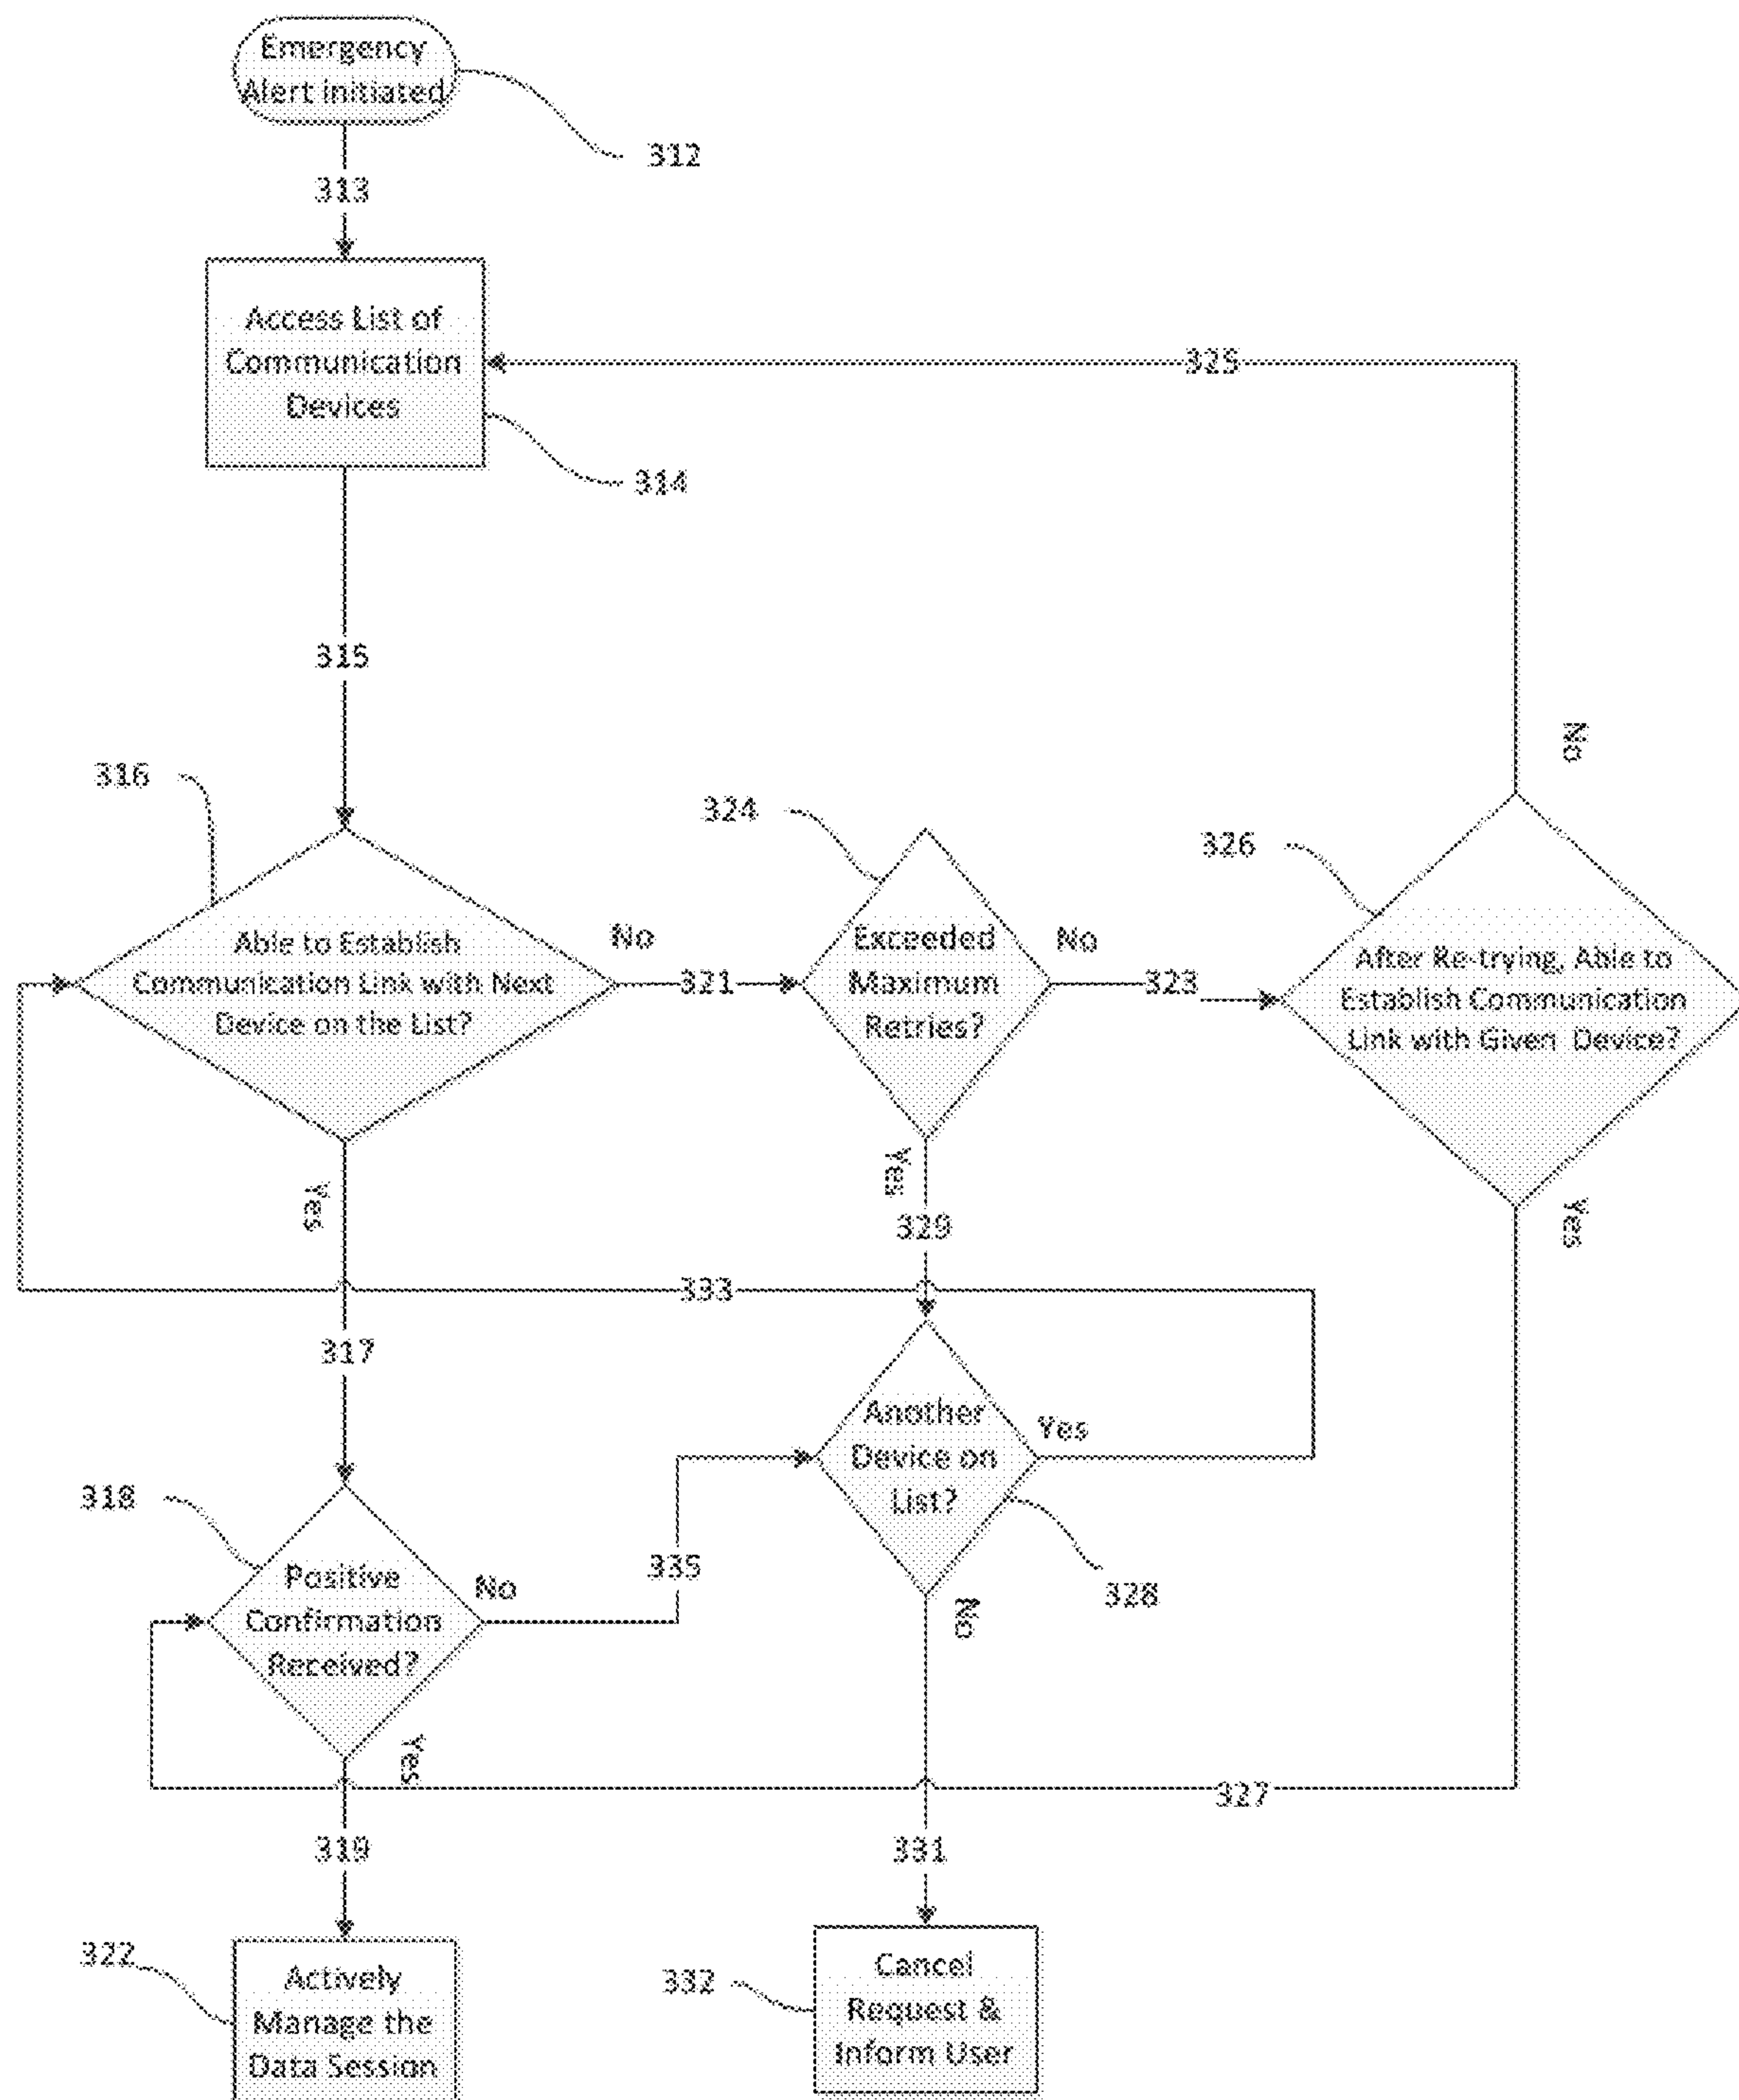 Emergency
Alert initiated
312
313
Access List of
Communication
Devices
325
314
315
No
316
324
326
Able to Establish
Communication Link with Next
Device on the List?
No
321
Exceeded
Maximum
Retries?
No
323
After Re-trying, Able to
Establish Communication
Link with Given Device?
Yes
Yes
329
Yes
333
317
Another
Device on
List?
Yes
318
Positive
Confirmation
Received?
No
335
328
No
Yes
327
319
331
322
Actively
Manage the
Data Session
332
Cancel
Request &
Inform User